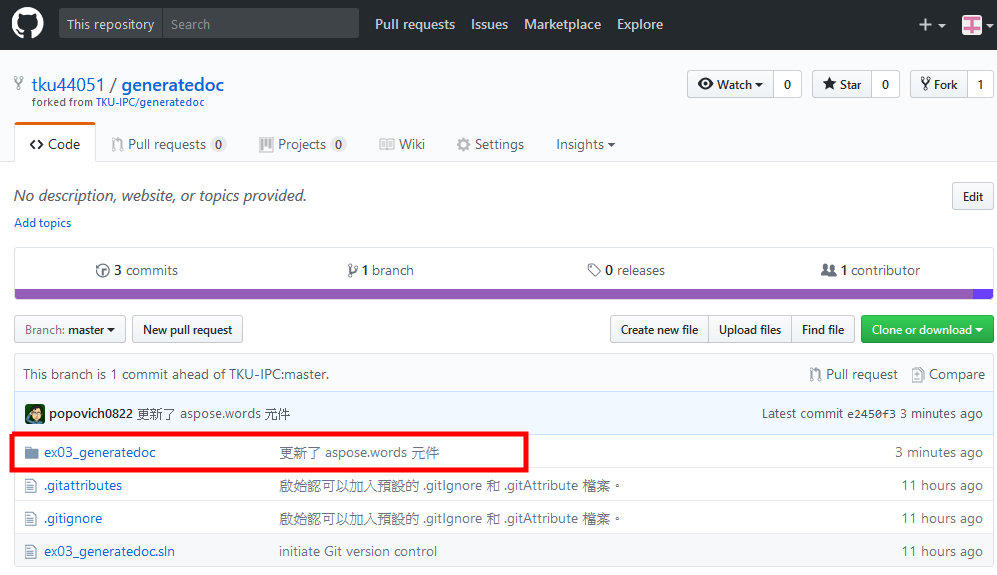 This repository Search Pull requests Issues Marketplace Explore
tku44051 / generatedoc Watch 0 Star 0 Fork 1
forked from TKU-IPC/generatedoc
Code Pull requests 0 Projects 0 Wiki Settings Insights
No description, website, or topics provided. Edit
Add topics
3 commits 1 branch 0 releases 1 contributor
Branch: master New pull request Create new file Upload files Find file Clone or download
This branch is 1 commit ahead of TKU-IPC:master. Pull request Compare
popovich0822 更新了 aspose.words 元件 Latest commit e2450f3 3 minutes ago
ex03_generatedoc 更新了 aspose.words 元件 3 minutes ago
.gitattributes 啟始認可以加入預設的 .gitIgnore 和 .gitAttribute 檔案。 11 hours ago
.gitignore 啟始認可以加入預設的 .gitIgnore 和 .gitAttribute 檔案。 11 hours ago
ex03_generatedoc.sln initiate Git version control 11 hours ago